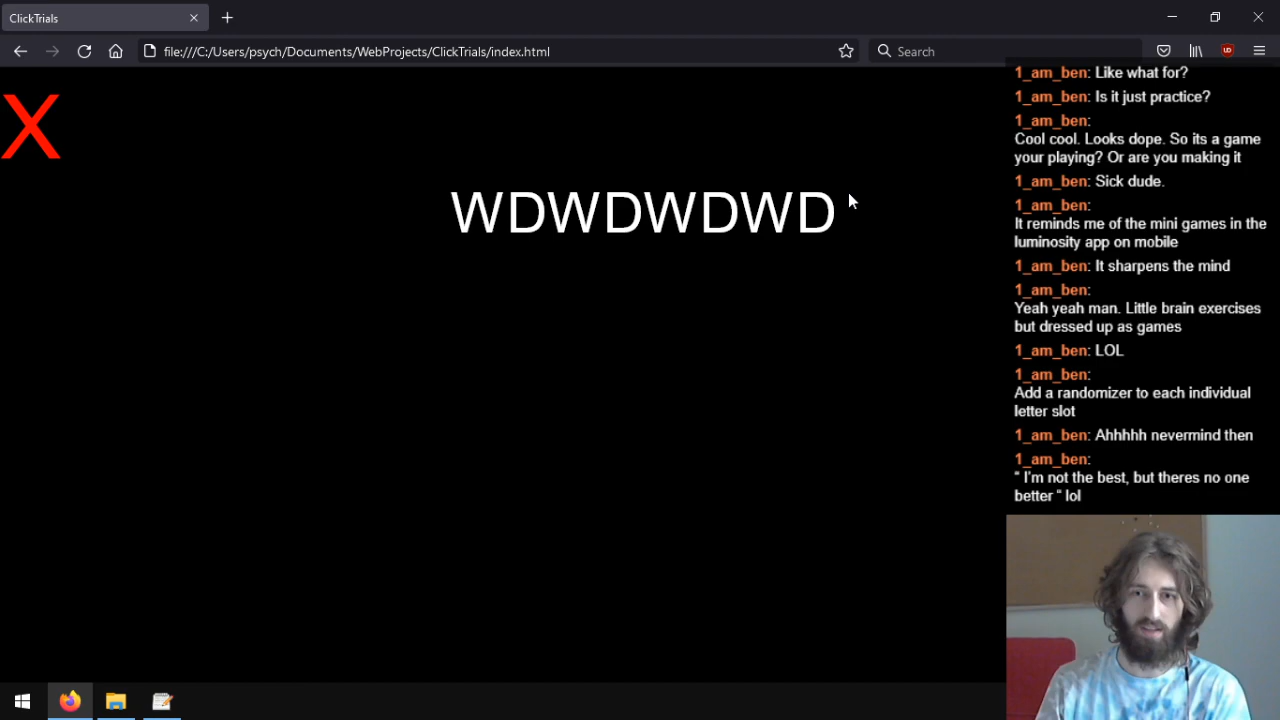 ClickTrials
file:///C:/Users/psych/Documents/WebProjects/ClickTrials/index.html
Search
X
WDWDWDWD
1_am_ben: Like what for?
1_am_ben: Is it just practice?
1_am_ben:
Cool cool. Looks dope. So its a game
your playing? Or are you making it
1_am_ben: Sick dude.
1_am_ben:
It reminds me of the mini games in the
luminosity app on mobile
1_am_ben: It sharpens the mind
1_am_ben:
Yeah yeah man. Little brain exercises
but dressed up as games
1_am_ben: LOL
1_am_ben:
Add a randomizer to each individual
letter slot
1_am_ben: Ahhhhh nevermind then
1_am_ben:
“ I'm not the best, but theres no one
better “ lol